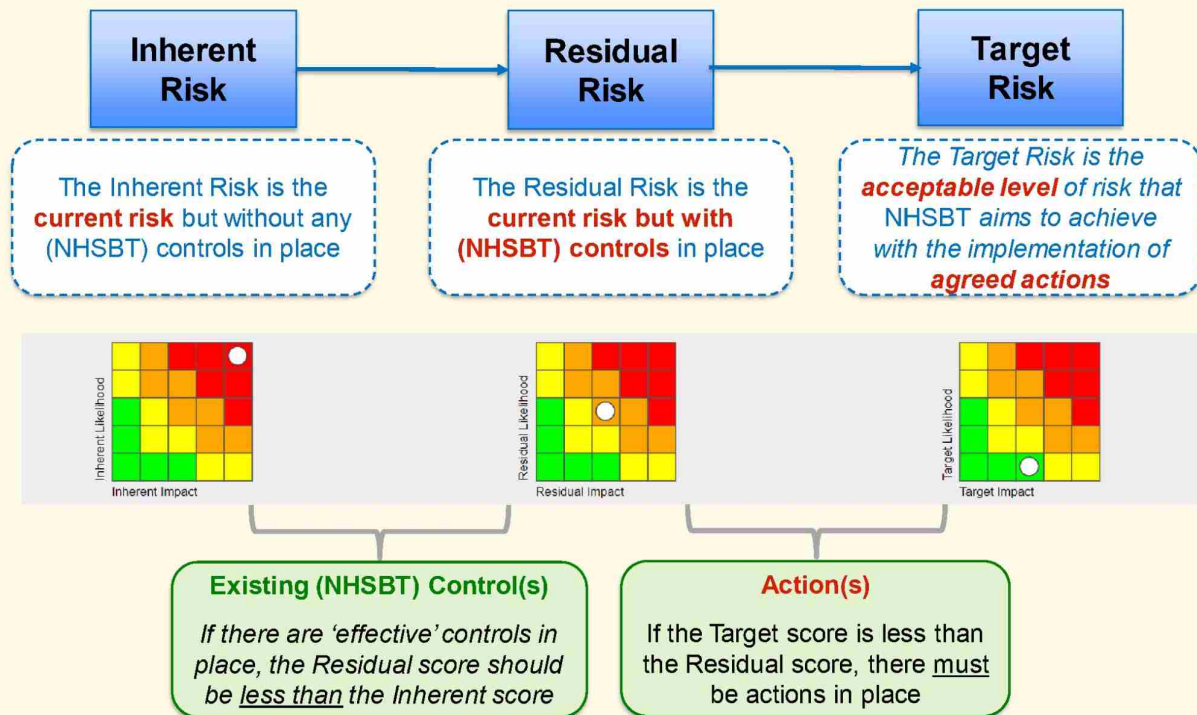 Inherent
Risk
Residual
Risk
Target
Risk
The Inherent Risk is the
current risk but without any
(NHSBT) controls in place
The Residual Risk is the
current risk but with
(NHSBT) controls in place
The Target Risk is the
acceptable level of risk that
NHSBT aims to achieve
with the implementation of
agreed actions
Inherent Likelihood
Inherent Impact
Residual Likelihood
Residual Impact
Target Likelihood
Target Impact
Existing (NHSBT) Control(s)
If there are ‘effective’ controls in
place, the Residual score should
be less than the Inherent score
Action(s)
If the Target score is less than
the Residual score, there must
be actions in place